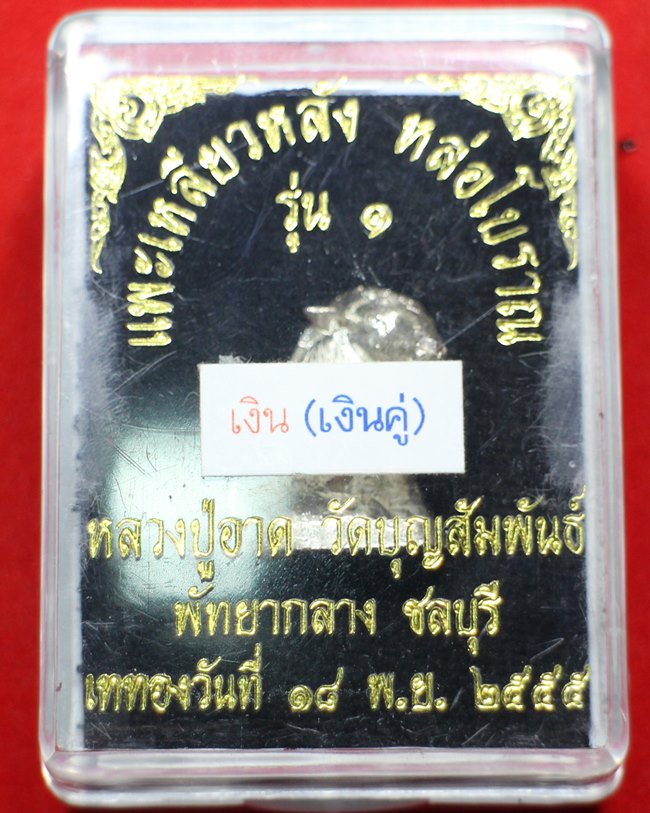 แพะเหลียวหลัง หล่อโบราณ
รุ่น ๑
เงิน (เงินคู่)
หลวงปู่อาด วัดบุญสัมพันธ์
พัทยากลาง ชลบุรี
เททองวันที่ ๑๘ พ.ย. ๒๕๕๕